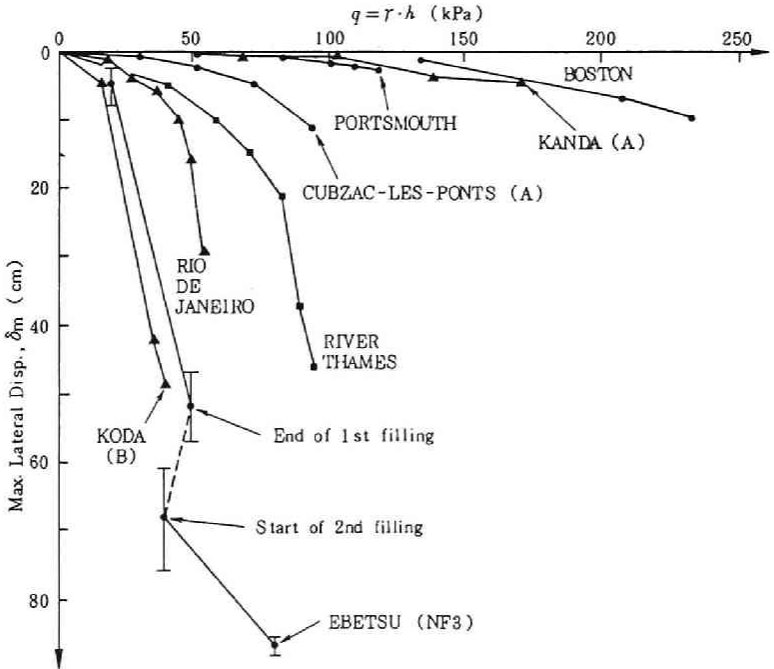 q = γ · h (kPa)
0 50 100 150 200 250
0
20
40
60
80
Max. Lateral Disp., δm (cm)
BOSTON
PORTSMOUTH
KANDA (A)
CUBZAC-LES-PONTS (A)
RIO
DE
JANEIRO
RIVER
THAMES
KODA
(B)
End of 1st filling
Start of 2nd filling
EBETSU (NF3)